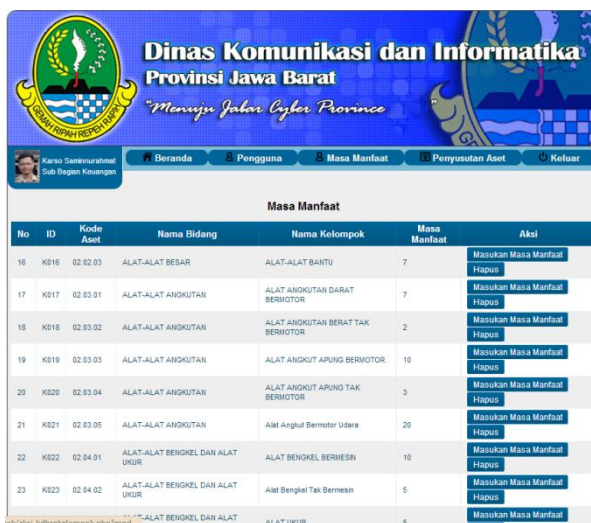 Dinas Komunikasi dan Informatika
Provinsi Jawa Barat
"Menuju Jabar Cyber Province"
GEMAH RIPAH REPEH RAPIH
Karso Saminnurahmat
Sub Bagian Keuangan
Beranda Pengguna Masa Manfaat Penyusutan Aset Keluar
Masa Manfaat
No ID Kode Aset Nama Bidang Nama Kelompok Masa Manfaat Aksi
16 K016 02.02.03 ALAT-ALAT BESAR ALAT-ALAT BANTU 7 Masukan Masa Manfaat Hapus
17 K017 02.03.01 ALAT-ALAT ANGKUTAN ALAT ANGKUTAN DARAT BERMOTOR 7 Masukan Masa Manfaat Hapus
18 K018 02.03.02 ALAT-ALAT ANGKUTAN ALAT ANGKUTAN BERAT TAK BERMOTOR 2 Masukan Masa Manfaat Hapus
19 K019 02.03.03 ALAT-ALAT ANGKUTAN ALAT ANGKUT APUNG BERMOTOR 10 Masukan Masa Manfaat Hapus
20 K020 02.03.04 ALAT-ALAT ANGKUTAN ALAT ANGKUT APUNG TAK BERMOTOR 3 Masukan Masa Manfaat Hapus
21 K021 02.03.05 ALAT-ALAT ANGKUTAN Alat Angkut Bermotor Udara 20 Masukan Masa Manfaat Hapus
22 K022 02.04.01 ALAT-ALAT BENGKEL DAN ALAT UKUR ALAT BENGKEL BERMESIN 10 Masukan Masa Manfaat Hapus
23 K023 02.04.02 ALAT-ALAT BENGKEL DAN ALAT UKUR Alat Bengkel Tak Bermesin 5 Masukan Masa Manfaat Hapus
ALAT-ALAT BENGKEL DAN ALAT ALAT UKUR 5 Masukan Masa Manfaat